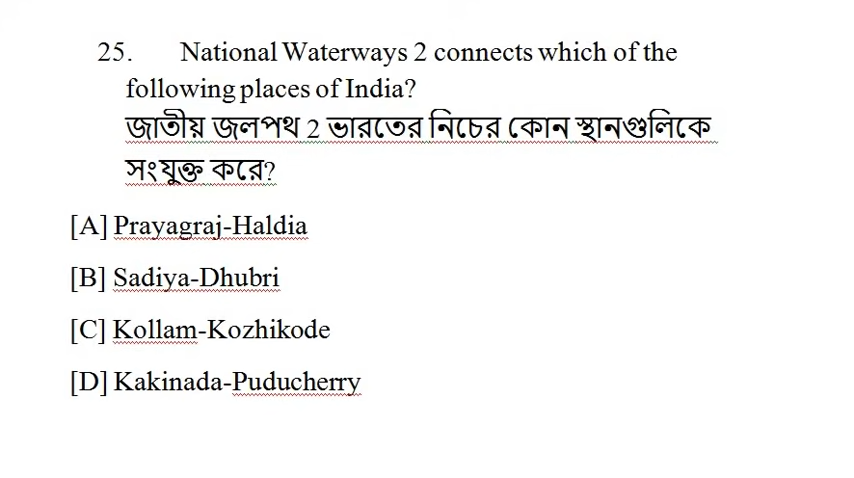 25. National Waterways 2 connects which of the
following places of India?
জাতীয় জলপথ 2 ভারতের নিচের কোন স্থানগুলিকে
সংযুক্ত করে?
[A] Prayagraj-Haldia
[B] Sadiya-Dhubri
[C] Kollam-Kozhikode
[D] Kakinada-Puducherry